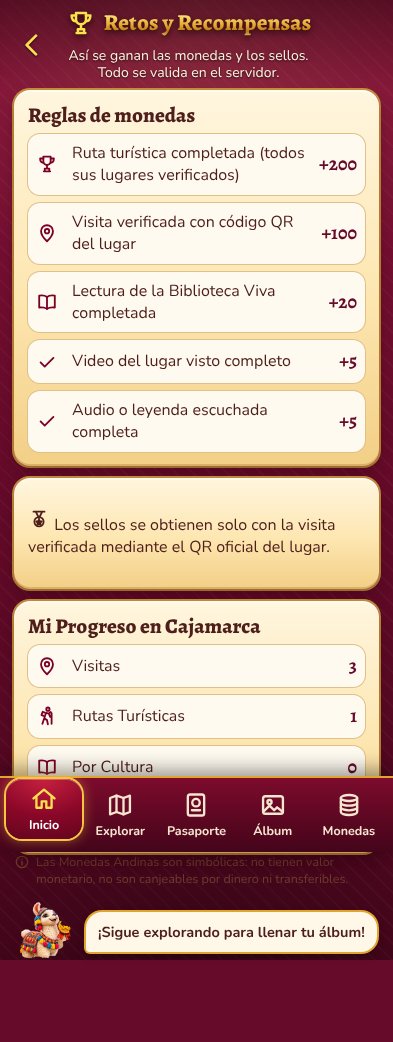 Retos y Recompensas
Así se ganan las monedas y los sellos.
Todo se valida en el servidor.
Reglas de monedas
Ruta turística completada (todos
sus lugares verificados)
+200
Visita verificada con código QR
del lugar
+100
Lectura de la Biblioteca Viva
completada
+20
Video del lugar visto completo
+5
Audio o leyenda escuchada
completa
+5
Los sellos se obtienen solo con la visita
verificada mediante el QR oficial del lugar.
Mi Progreso en Cajamarca
Visitas
3
Rutas Turísticas
1
Por Cultura
0
Inicio
Explorar
Pasaporte
Álbum
Monedas
Las Monedas Andinas son simbólicas: no tienen valor
monetario, no son canjeables por dinero ni transferibles.
¡Sigue explorando para llenar tu álbum!